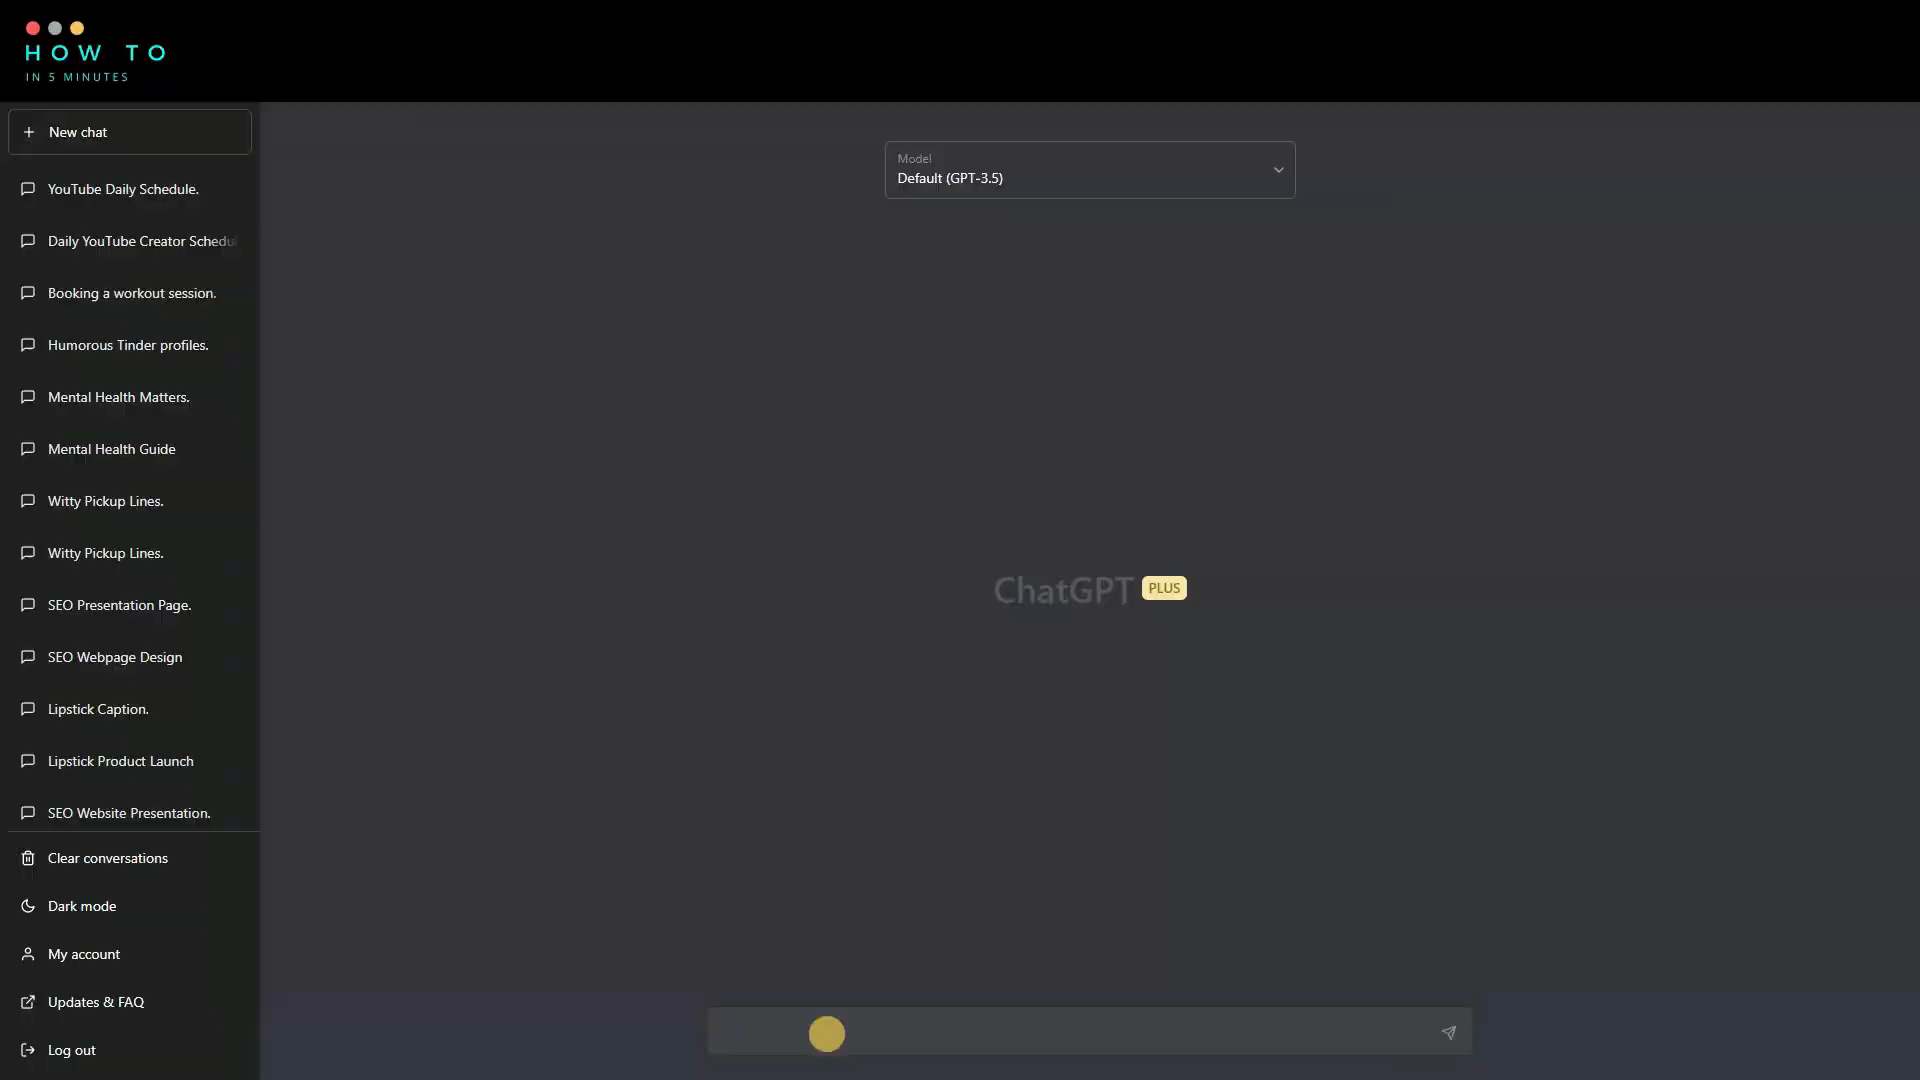 HOW TO
IN 5 MINUTES
New chat
YouTube Daily Schedule.
Daily YouTube Creator Schedu
Booking a workout session.
Humorous Tinder profiles.
Mental Health Matters.
Mental Health Guide
Witty Pickup Lines.
Witty Pickup Lines.
SEO Presentation Page.
SEO Webpage Design
Lipstick Caption.
Lipstick Product Launch
SEO Website Presentation.
Clear conversations
Dark mode
My account
Updates & FAQ
Log out
Model
Default (GPT-3.5)
ChatGPT PLUS